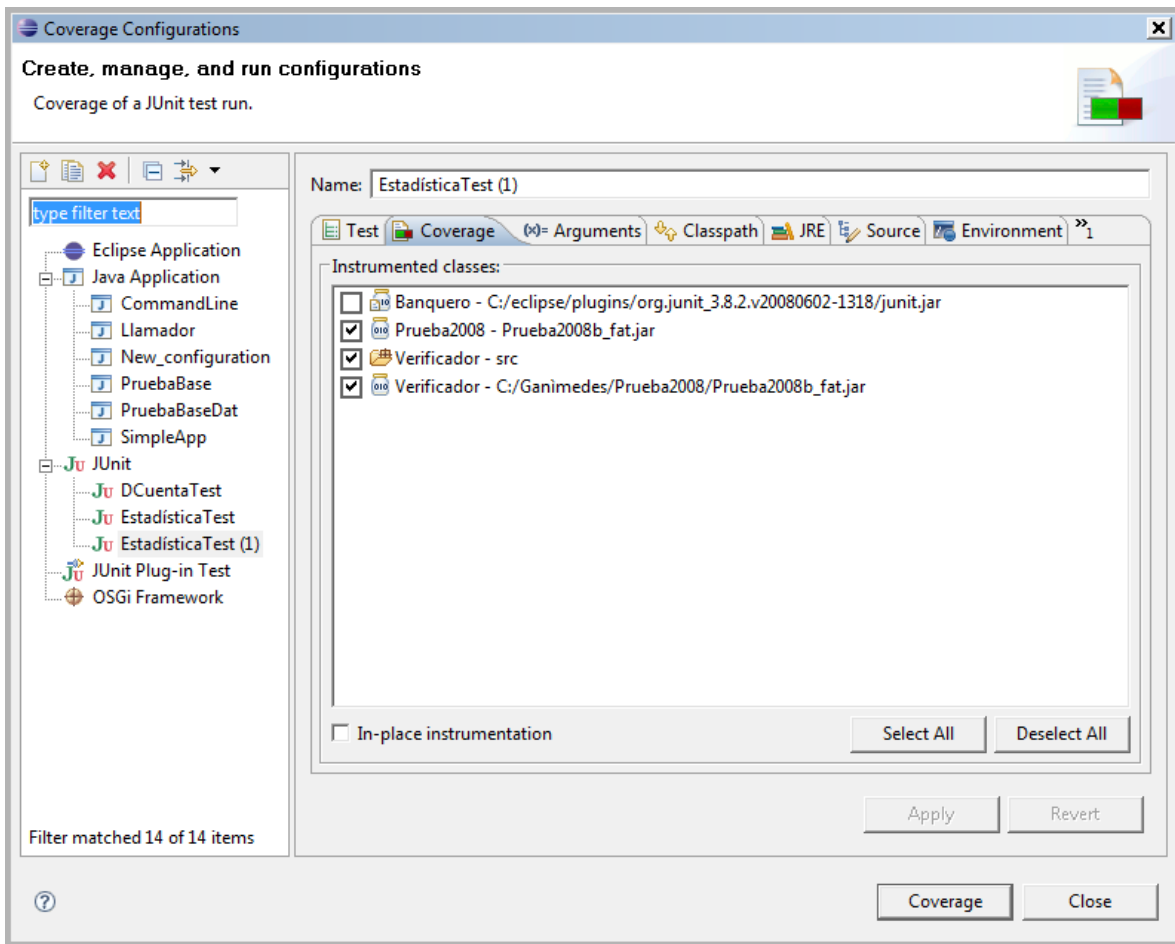 Coverage Configurations
Create, manage, and run configurations
Coverage of a JUnit test run.
type filter text
Eclipse Application
Java Application
CommandLine
Llamador
New_configuration
PruebaBase
PruebaBaseDat
SimpleApp
JUnit
DCuentaTest
EstadísticaTest
EstadísticaTest (1)
JUnit Plug-in Test
OSGi Framework
Filter matched 14 of 14 items
Name: EstadísticaTest (1)
Test Coverage (x)= Arguments Classpath JRE Source Environment »1
Instrumented classes:
Banquero - C:/eclipse/plugins/org.junit_3.8.2.v20080602-1318/junit.jar
Prueba2008 - Prueba2008b_fat.jar
Verificador - src
Verificador - C:/Ganìmedes/Prueba2008/Prueba2008b_fat.jar
In-place instrumentation
Select All
Deselect All
Apply
Revert
Coverage
Close